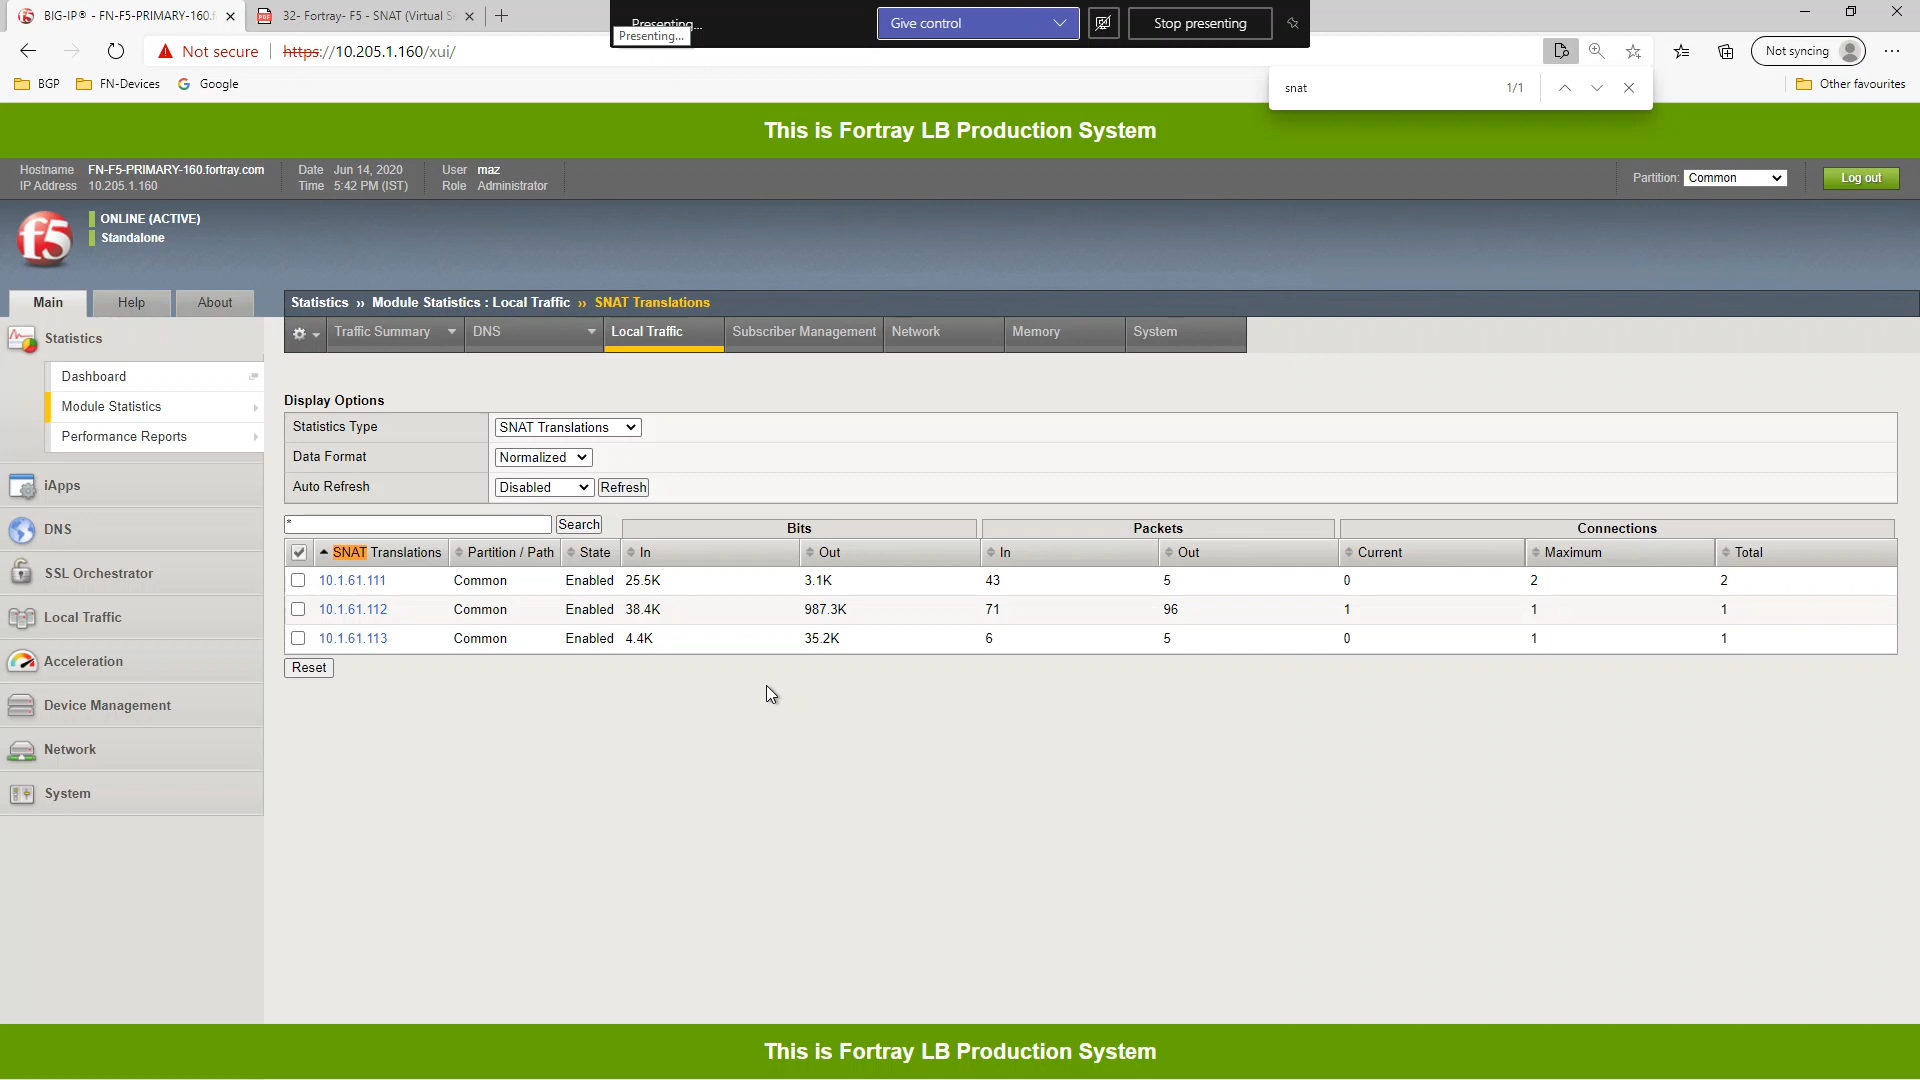 BIG-IP® - FN-F5-PRIMARY-160.f
32- Fortray- F5 - SNAT (Virtual Se
Presenting...
Presenting...
Give control
Stop presenting
Not secure
https://10.205.1.160/xui/
Not syncing
BGP
FN-Devices
Google
Other favourites
snat
1/1
This is Fortray LB Production System
Hostname FN-F5-PRIMARY-160.fortray.com
IP Address 10.205.1.160
Date Jun 14, 2020
Time 5:42 PM (IST)
User maz
Role Administrator
Partition: Common
Log out
f5
ONLINE (ACTIVE)
Standalone
Main Help About
Statistics ›› Module Statistics : Local Traffic ›› SNAT Translations
Traffic Summary DNS Local Traffic Subscriber Management Network Memory System
Statistics
Dashboard
Module Statistics
Performance Reports
iApps
DNS
SSL Orchestrator
Local Traffic
Acceleration
Device Management
Network
System
Display Options
Statistics Type SNAT Translations
Data Format Normalized
Auto Refresh Disabled Refresh
* Search Bits Packets Connections
SNAT Translations Partition / Path State In Out In Out Current Maximum Total
10.1.61.111 Common Enabled 25.5K 3.1K 43 5 0 2 2
10.1.61.112 Common Enabled 38.4K 987.3K 71 96 1 1 1
10.1.61.113 Common Enabled 4.4K 35.2K 6 5 0 1 1
Reset
This is Fortray LB Production System